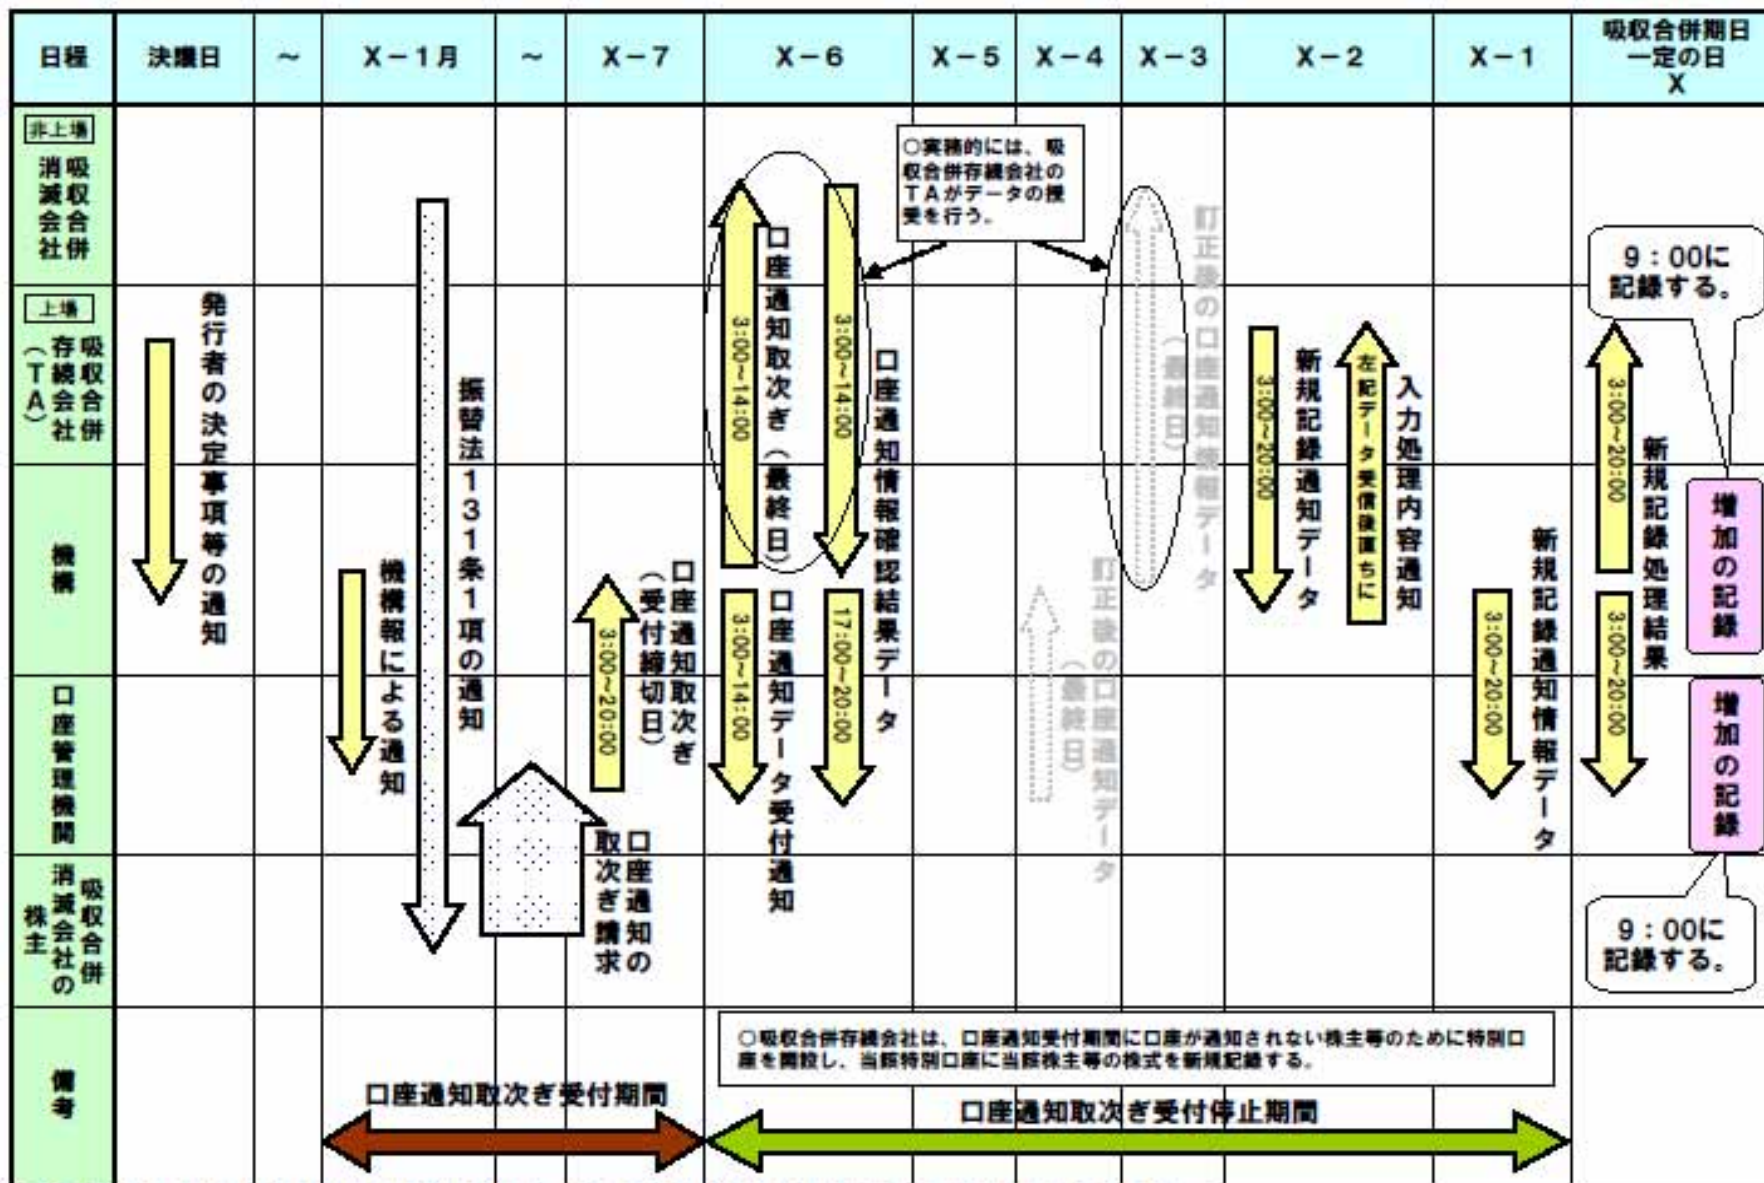 日程
決議日
～
X－1月
～
X－7
X－6
X－5
X－4
X－3
X－2
X－1
吸収合併期日
一定の日
X
非上場
吸収合併
消滅会社
上場
吸収合併
存続会社
（TA）
機構
口座管理機関
吸収合併
消滅会社の
株主
備考
発行者の決定事項等の通知
機構報による通知
振替法131条1項の通知
口座通知の
取次ぎ請求
口座通知取次ぎ
（受付締切日）
3:00～20:00
口座通知取次ぎ（最終日）
3:00～14:00
口座通知データ受付通知
3:00～14:00
口座通知情報確認結果データ
3:00～14:00
17:00～20:00
○実務的には、吸
収合併存続会社の
TAがデータの授
受を行う。
訂正後の口座通知データ
（最終日）
訂正後の口座通知情報データ
（最終日）
新規記録通知データ
3:00～20:00
入力処理内容通知
左記データ受信後直ちに
新規記録通知情報データ
3:00～20:00
新規記録処理結果
3:00～20:00
3:00～20:00
9：00に
記録する。
増加の記録
増加の記録
9：00に
記録する。
○吸収合併存続会社は、口座通知受付期間に口座が通知されない株主等のために特別口
座を開設し、当該特別口座に当該株主等の株式を新規記録する。
口座通知取次ぎ受付期間
口座通知取次ぎ受付停止期間